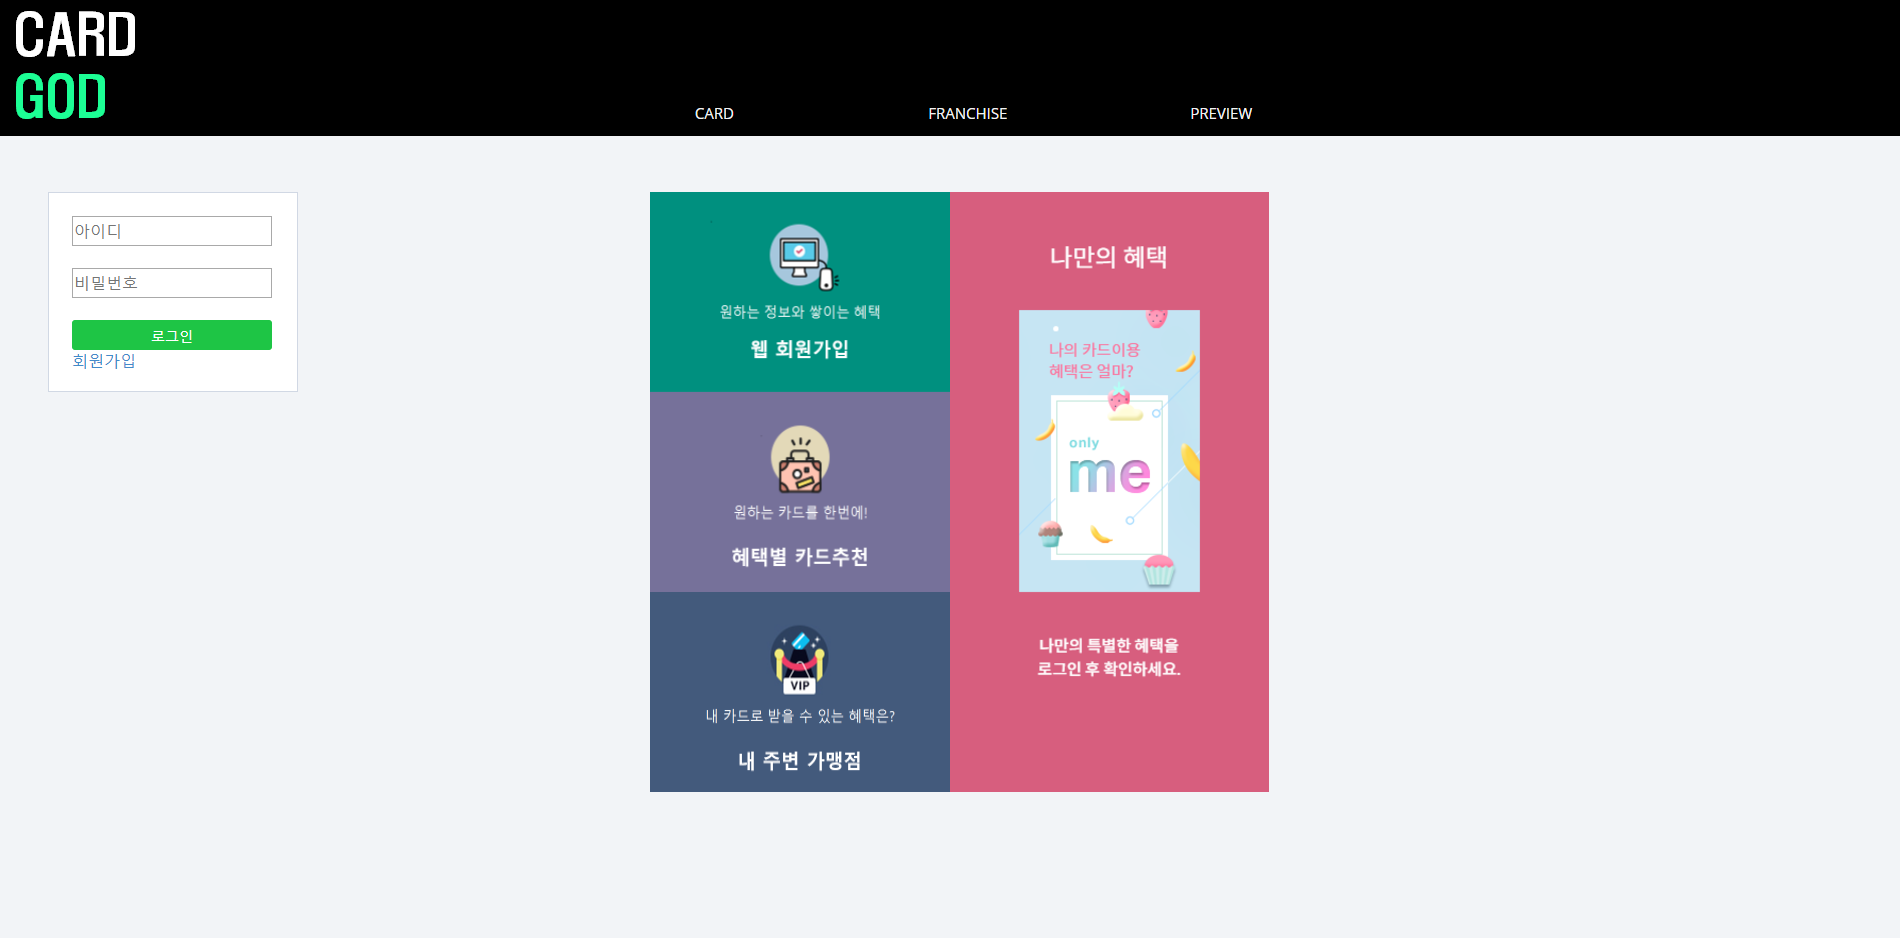 CARD
GOD
CARD
FRANCHISE
PREVIEW
아이디
비밀번호
로그인
회원가입
원하는 정보와 쌓이는 혜택
웹 회원가입
원하는 카드를 한번에!
혜택별 카드추천
VIP
내 카드로 받을 수 있는 혜택은?
내 주변 가맹점
나만의 혜택
나의 카드이용
혜택은 얼마?
only
me
나만의 특별한 혜택을
로그인 후 확인하세요.